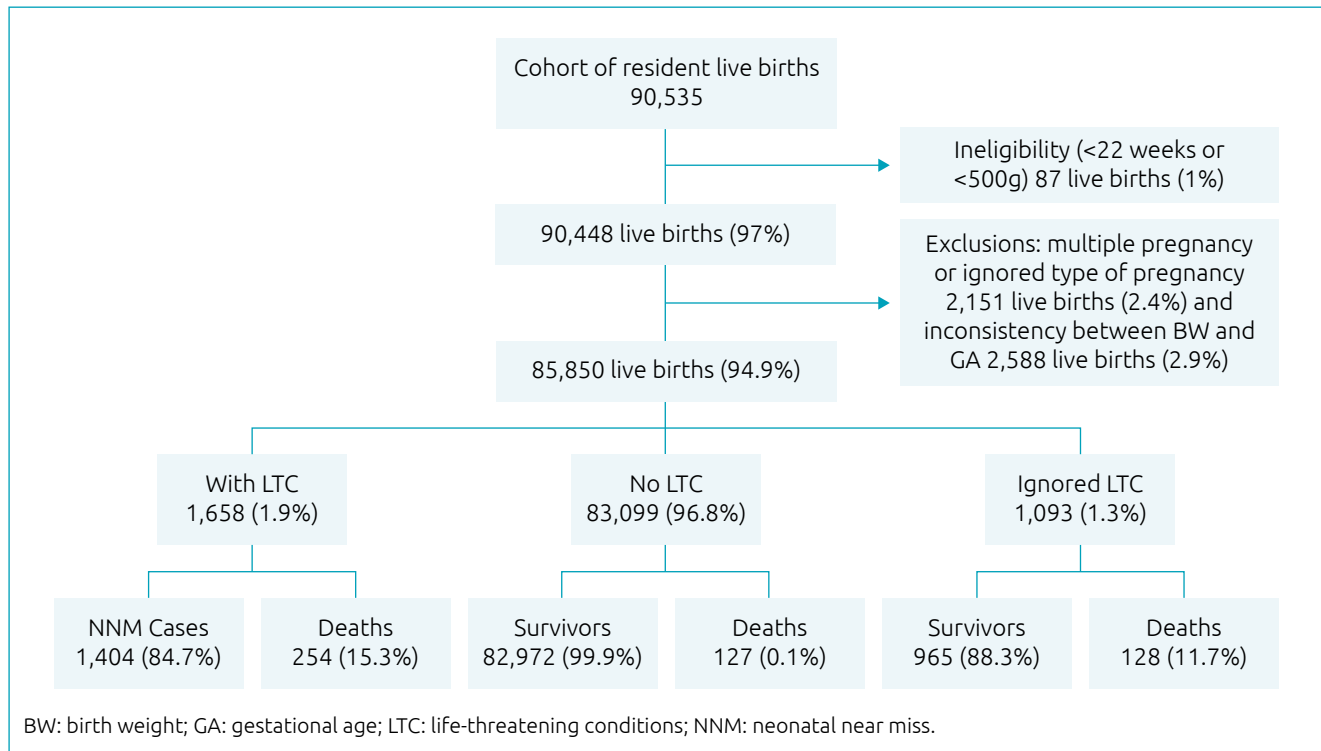 Cohort of resident live births
90,535
Ineligibility (<22 weeks or
<500g) 87 live births (1%)
90,448 live births (97%)
Exclusions: multiple pregnancy
or ignored type of pregnancy
2,151 live births (2.4%) and
inconsistency between BW and
GA 2,588 live births (2.9%)
85,850 live births (94.9%)
With LTC
1,658 (1.9%)
No LTC
83,099 (96.8%)
Ignored LTC
1,093 (1.3%)
NNM Cases
1,404 (84.7%)
Deaths
254 (15.3%)
Survivors
82,972 (99.9%)
Deaths
127 (0.1%)
Survivors
965 (88.3%)
Deaths
128 (11.7%)
BW: birth weight; GA: gestational age; LTC: life-threatening conditions; NNM: neonatal near miss.